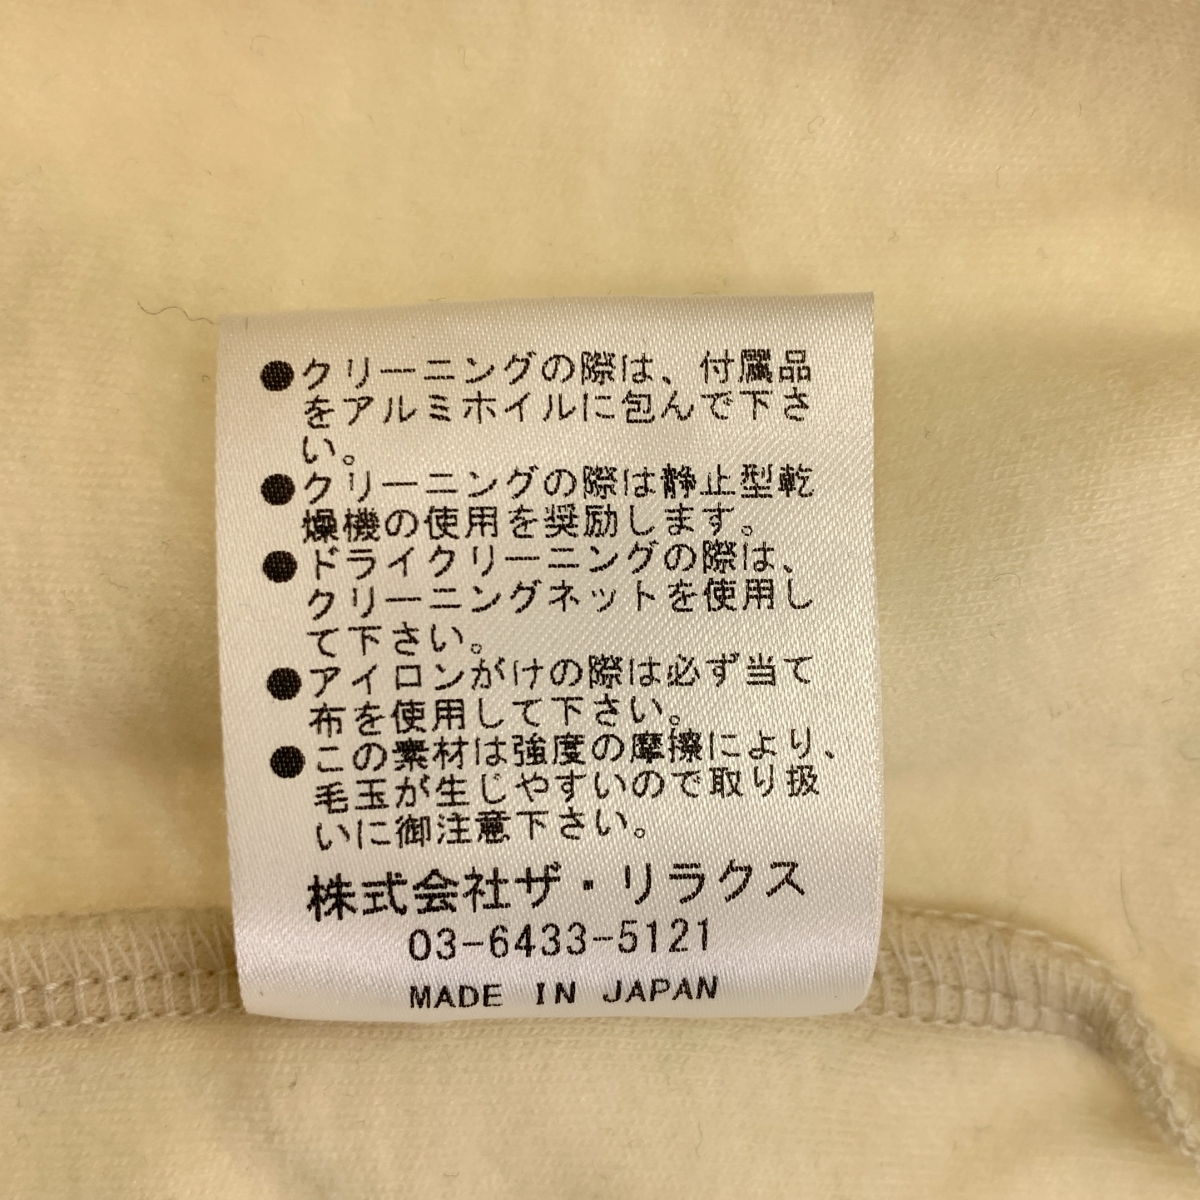 ●クリーニングの際は、付属品
をアルミホイルに包んで下さ
い。
●クリーニングの際は静止型乾
燥機の使用を奨励します。
●ドライクリーニングの際は、
クリーニングネットを使用し
て下さい。
●アイロンがけの際は必ず当て
布を使用して下さい。
●この素材は強度の摩擦により、
毛玉が生じやすいので取り扱
いに御注意下さい。
株式会社ザ・リラクス
03-6433-5121
MADE IN JAPAN